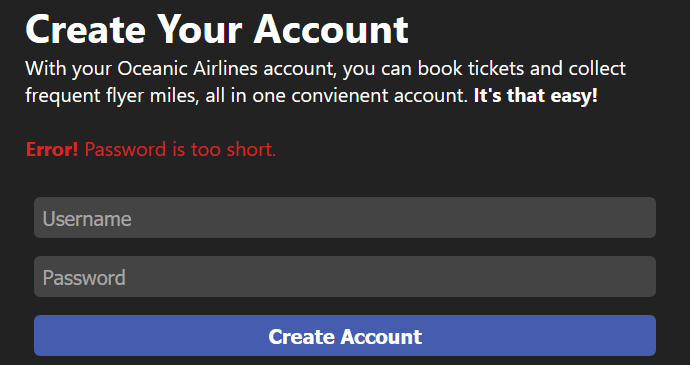 Create Your Account
With your Oceanic Airlines account, you can book tickets and collect
frequent flyer miles, all in one convienent account. It's that easy!
Error! Password is too short.
Username
Password
Create Account